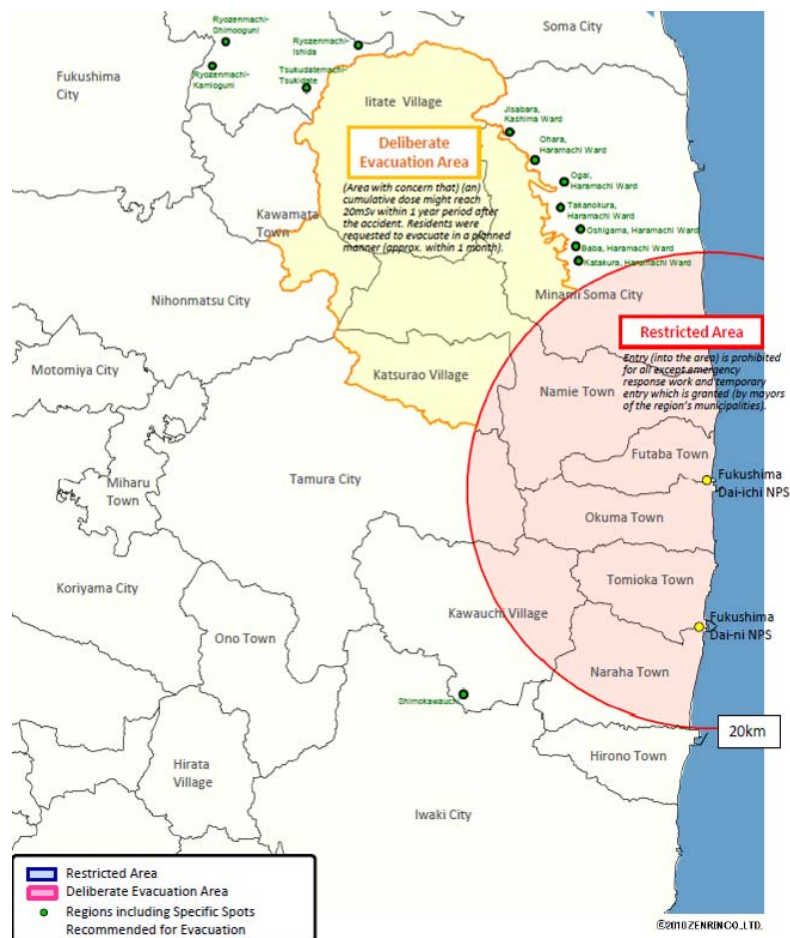 Ryozenmachi-
Shimooguni
Ryozenmachi-
Ishida
Soma City
Fukushima
City
Ryozenmachi-
Kamioguni
Tsukudatemachi-
Tsukidate
Iitate Village
Jisabara,
Kashima Ward
Deliberate
Evacuation Area
Ohara,
Haramachi Ward
(Area with concern that) (an)
cumulative dose might reach
20mSv within 1 year period after
the accident. Residents were
requested to evacuate in a planned
manner (approx. within 1 month).
Ogai,
Haramachi Ward
Kawamata
Town
Takanokura,
Haramachi Ward
Oshigama, Haramachi Ward
Baba, Haramachi Ward
Katakura, Haramachi Ward
Nihonmatsu City
Minami Soma City
Restricted Area
Entry (into the area) is prohibited
for all except emergency
response work and temporary
entry which is granted (by mayors
of the region's municipalities).
Motomiya City
Katsurao Village
Namie Town
Futaba Town
Miharu
Town
Tamura City
Fukushima
Dai-ichi NPS
Okuma Town
Koriyama City
Tomioka Town
Kawauchi Village
Fukushima
Dai-ni NPS
Ono Town
Naraha Town
Shimokawauchi
20km
Hirata
Village
Hirono Town
Iwaki City
Restricted Area
Deliberate Evacuation Area
Regions including Specific Spots
Recommended for Evacuation
©2010 ZENRIN CO.,LTD.